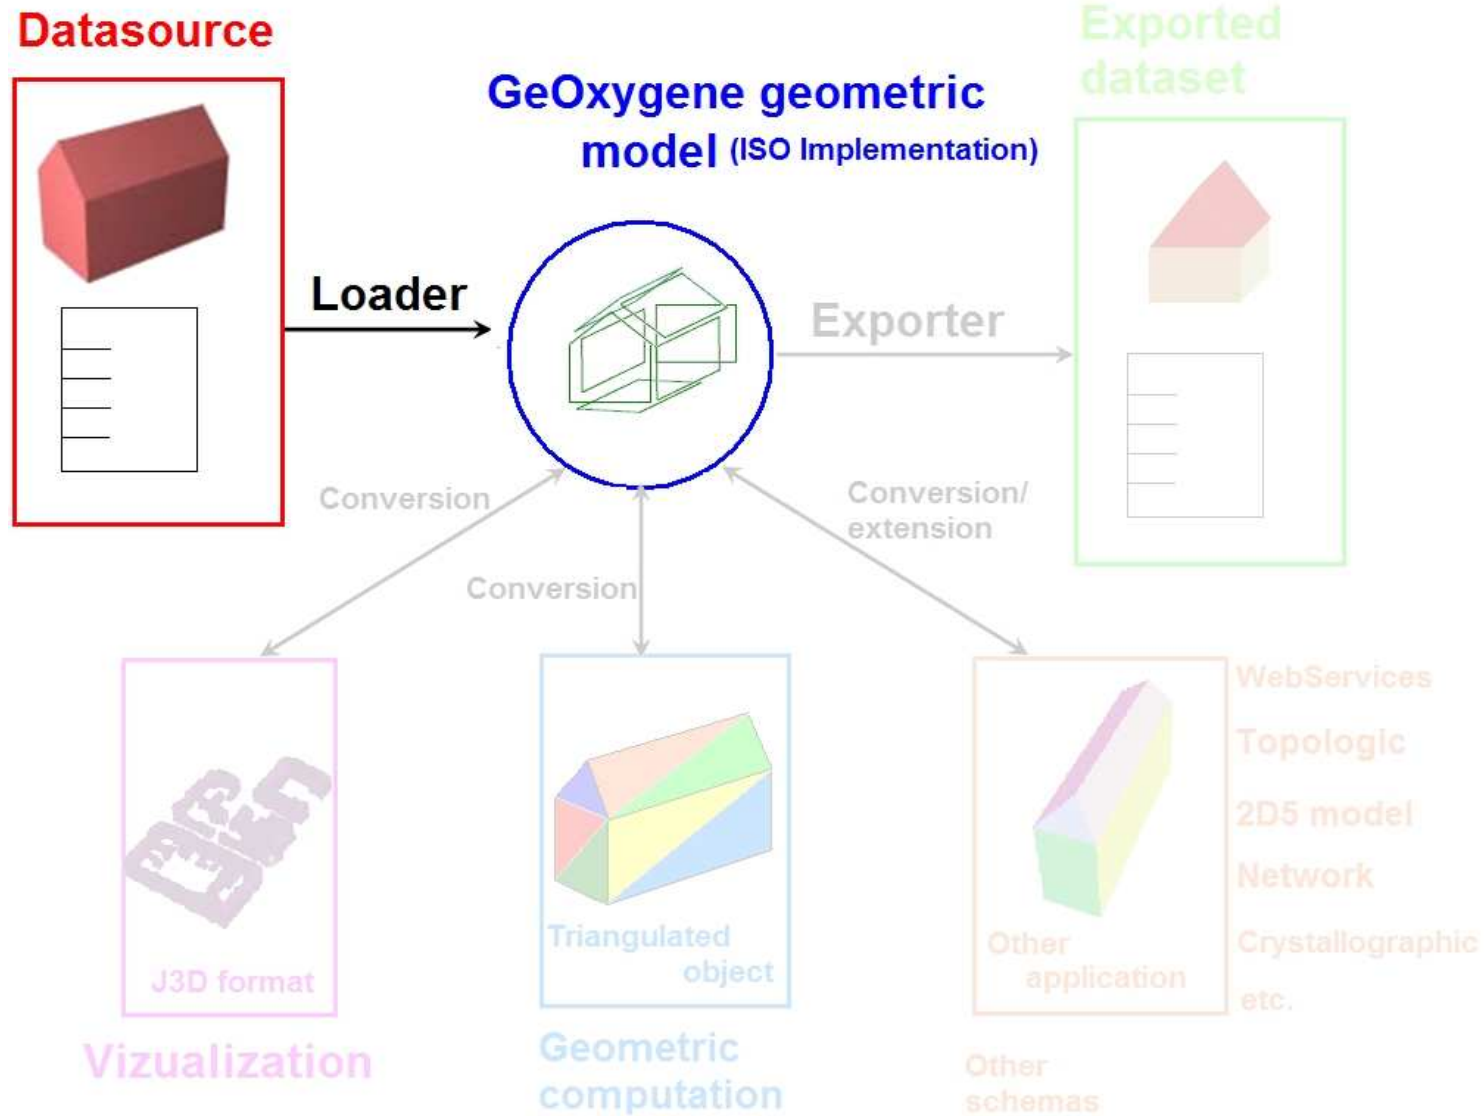 Datasource
Exported
dataset
GeOxygene geometric
model (ISO Implementation)
Loader
Exporter
Conversion
Conversion/
extension
Conversion
WebServices
Topologic
2D5 model
Network
Crystallographic
etc.
Triangulated
object
Other
application
J3D format
Vizualization
Geometric
computation
Other
schemas